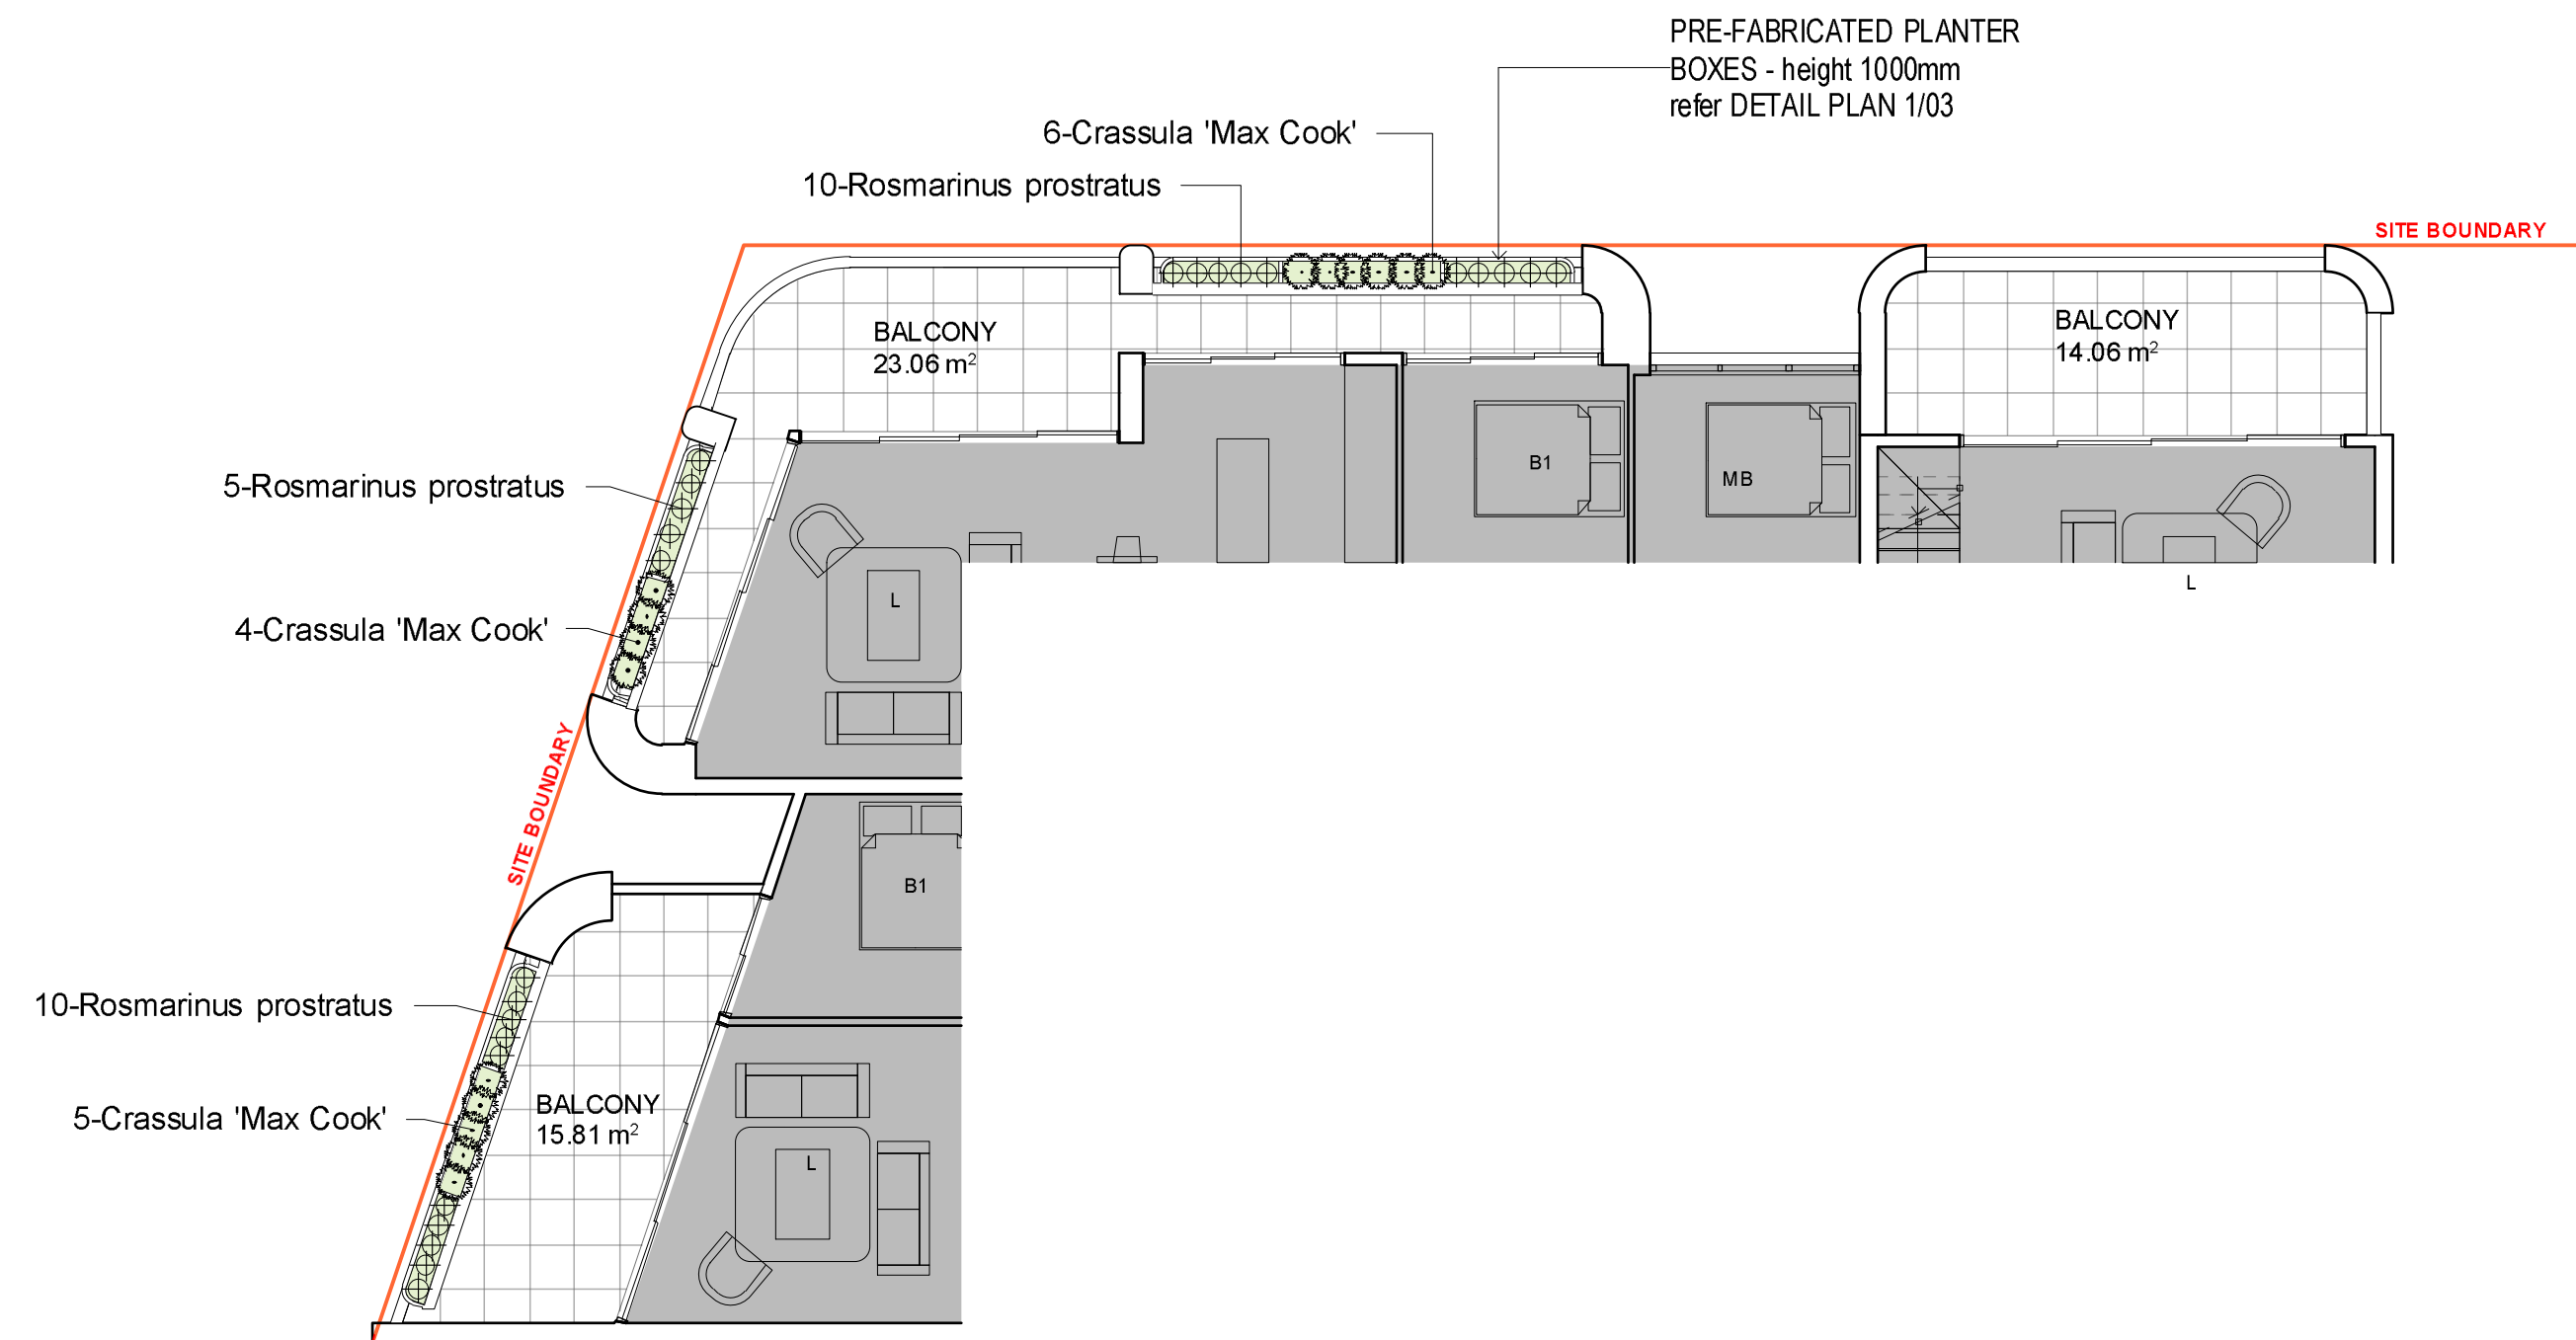 PRE-FABRICATED PLANTER
BOXES - height 1000mm
refer DETAIL PLAN 1/03
6-Crassula 'Max Cook'
10-Rosmarinus prostratus
SITE BOUNDARY
BALCONY
23.06 m²
BALCONY
14.06 m²
B1
MB
5-Rosmarinus prostratus
L
L
4-Crassula 'Max Cook'
SITE BOUNDARY
B1
10-Rosmarinus prostratus
5-Crassula 'Max Cook'
BALCONY
15.81 m²
L